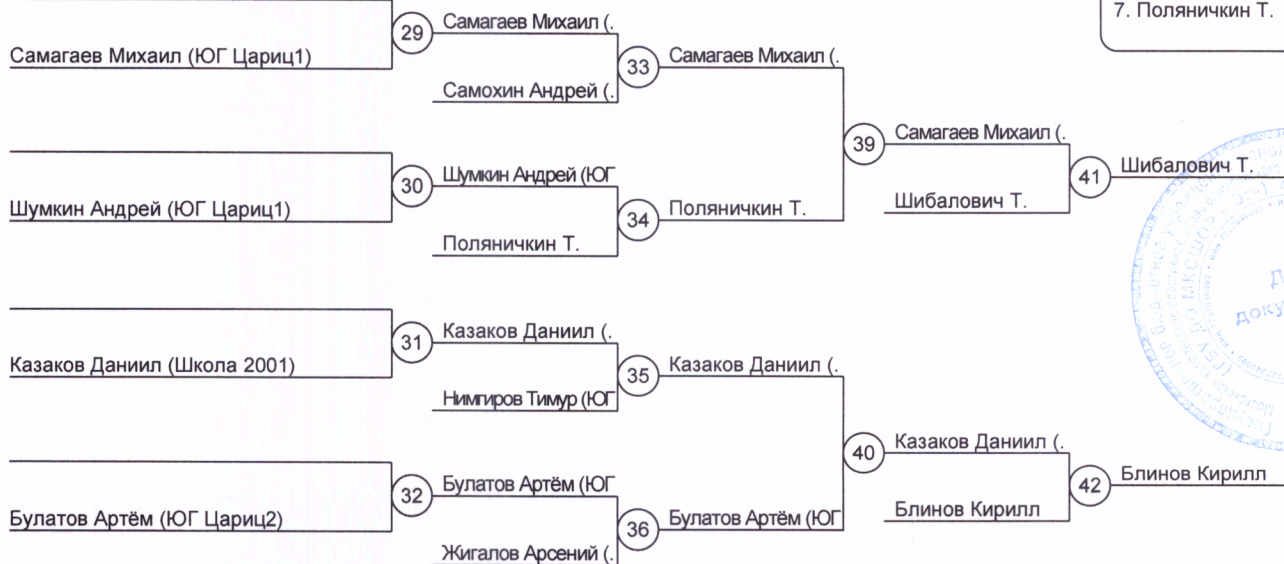 7. Поляничкин Т.
29
Самагаев Михаил (.
Самагаев Михаил (ЮГ Цариц1)
33
Самагаев Михаил (.
Самохин Андрей (.
39
Самагаев Михаил (.
30
Шумкин Андрей (ЮГ
41
Шибалович Т.
Шумкин Андрей (ЮГ Цариц1)
34
Поляничкин Т.
Шибалович Т.
Поляничкин Т.
31
Казаков Даниил (.
Казаков Даниил (Школа 2001)
35
Казаков Даниил (.
Нимгиров Тимур (ЮГ
40
Казаков Даниил (.
32
Булатов Артём (ЮГ
42
Блинов Кирилл
Булатов Артём (ЮГ Цариц2)
36
Булатов Артём (ЮГ
Блинов Кирилл
Жигалов Арсений (.